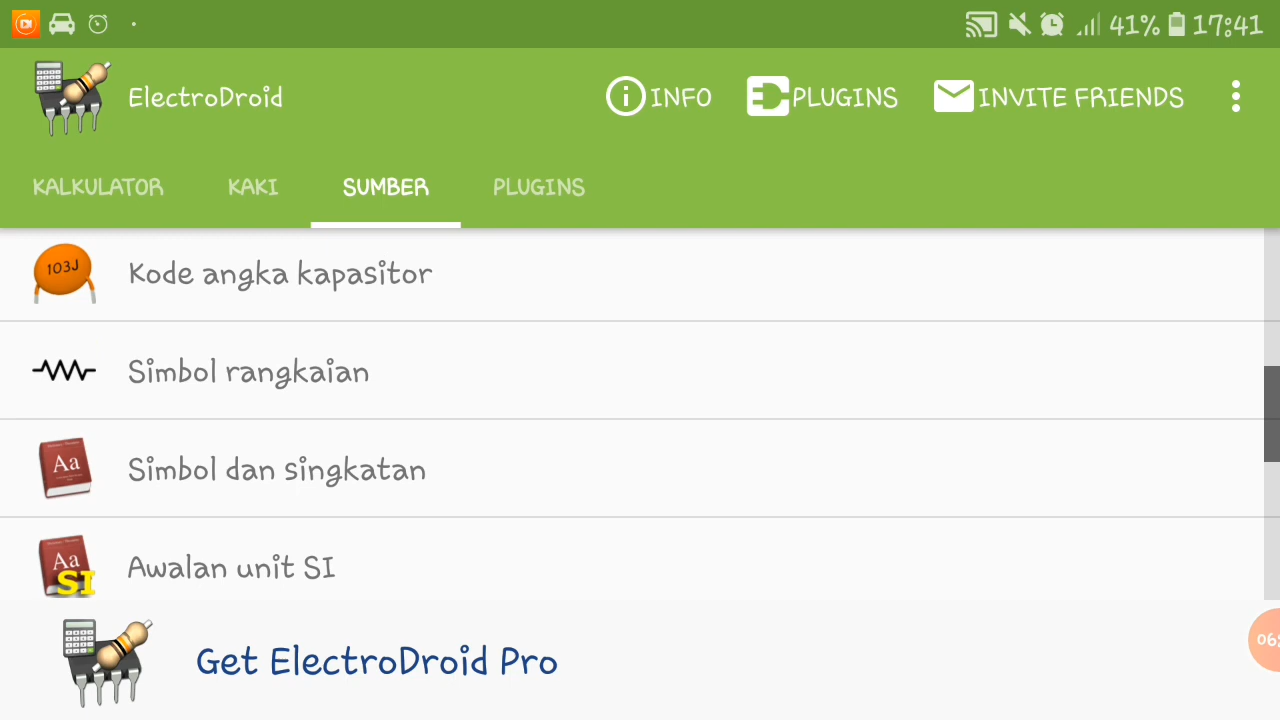 41% 17:41
ElectroDroid INFO PLUGINS INVITE FRIENDS
KALKULATOR KAKI SUMBER PLUGINS
103J Kode angka kapasitor
Simbol rangkaian
Aa Simbol dan singkatan
Aa SI Awalan unit SI
Get ElectroDroid Pro
06: